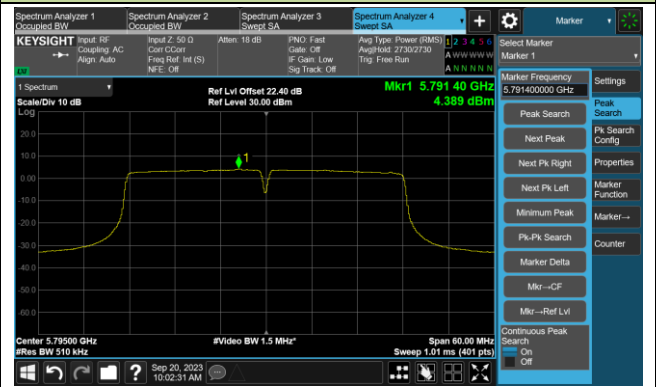 Spectrum Analyzer 1
Occupied BW
Spectrum Analyzer 2
Occupied BW
Spectrum Analyzer 3
Swept SA
Spectrum Analyzer 4
Swept SA
Marker
KEYSIGHT
Input: RF
Coupling: AC
Align: Auto
Input Z: 50 Ω
Corr CCorr
Freq Ref: Int (S)
NFE: Off
Atten: 18 dB
PNO: Fast
Gate: Off
IF Gain: Low
Sig Track: Off
Avg Type: Power (RMS)
Avg|Hold: 2730/2730
Trig: Free Run
1 2 3 4 5 6
A W W W W W
A N N N N N
Select Marker
Marker 1
1 Spectrum
Scale/Div 10 dB
Log
Ref Lvl Offset 22.40 dB
Ref Level 30.00 dBm
Mkr1 5.791 40 GHz
4.389 dBm
20.0
10.0
0.00
-10.0
-20.0
-30.0
-40.0
-50.0
-60.0
1
Center 5.79500 GHz
#Res BW 510 kHz
#Video BW 1.5 MHz*
Span 60.00 MHz
Sweep 1.01 ms (401 pts)
Marker Frequency
5.791400000 GHz
Peak Search
Next Peak
Next Pk Right
Next Pk Left
Minimum Peak
Pk-Pk Search
Marker Delta
Mkr→CF
Mkr→Ref Lvl
Continuous Peak
Search
On
Off
Settings
Peak
Search
Pk Search
Config
Properties
Marker
Function
Marker→
Counter
Sep 20, 2023
10:02:31 AM